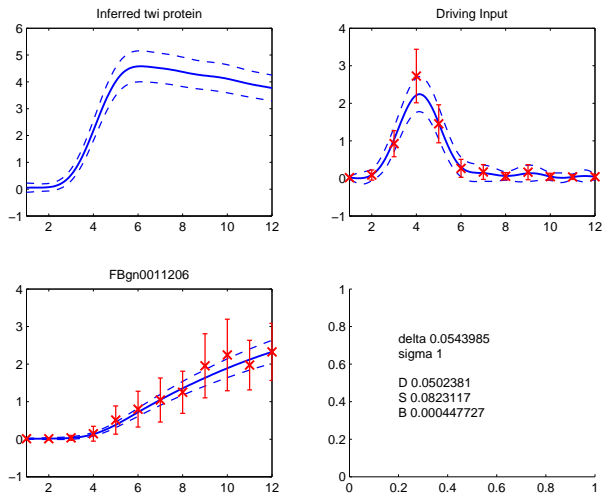 Inferred twi protein
6
5
4
3
2
1
0
−1
2 4 6 8 10 12
Driving Input
4
3
2
1
0
−1
2 4 6 8 10 12
FBgn0011206
4
3
2
1
0
−1
2 4 6 8 10 12
1
0.8
0.6
0.4
0.2
0
0 0.2 0.4 0.6 0.8 1
delta 0.0543985
sigma 1
D 0.0502381
S 0.0823117
B 0.000447727